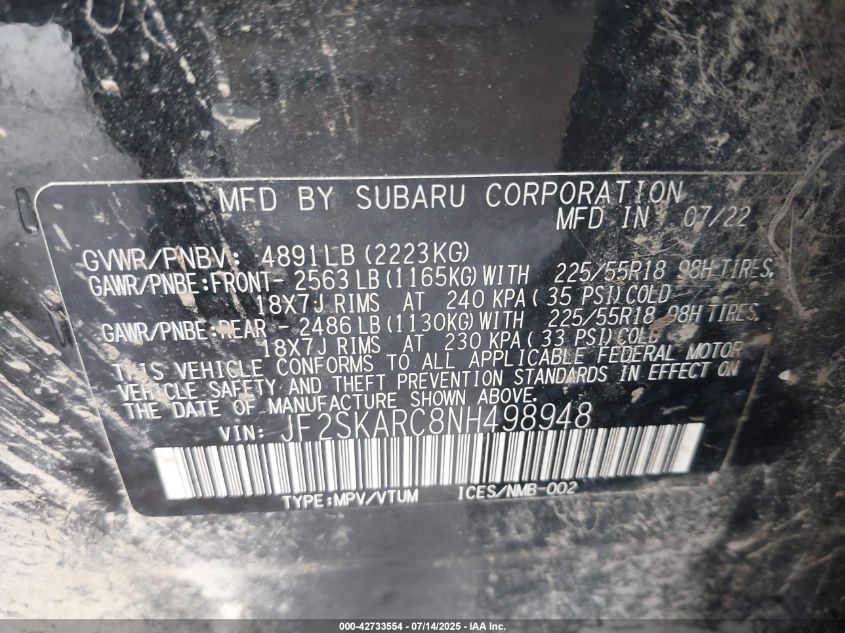 MFD BY SUBARU CORPORATION
MFD IN 07/22
GVWR/PNBV: 4891LB (2223KG)
GAWR/PNBE:FRONT- 2563LB (1165KG) WITH 225/55R18 98H TIRES,
18X7J RIMS AT 240 KPA ( 35 PSI) COLD
GAWR/PNBE:REAR - 2486LB (1130KG) WITH 225/55R18 98H TIRES,
18X7J RIMS AT 230 KPA ( 33 PSI) COLD
THIS VEHICLE CONFORMS TO ALL APPLICABLE FEDERAL MOTOR
VEHICLE SAFETY AND THEFT PREVENTION STANDARDS IN EFFECT ON
THE DATE OF MANUFACTURE SHOWN ABOVE.
VIN: JF2SKARC8NH498948
TYPE:MPV/VTUM ICES/NMB-002
000-42733554 - 07/14/2025 - IAA Inc.